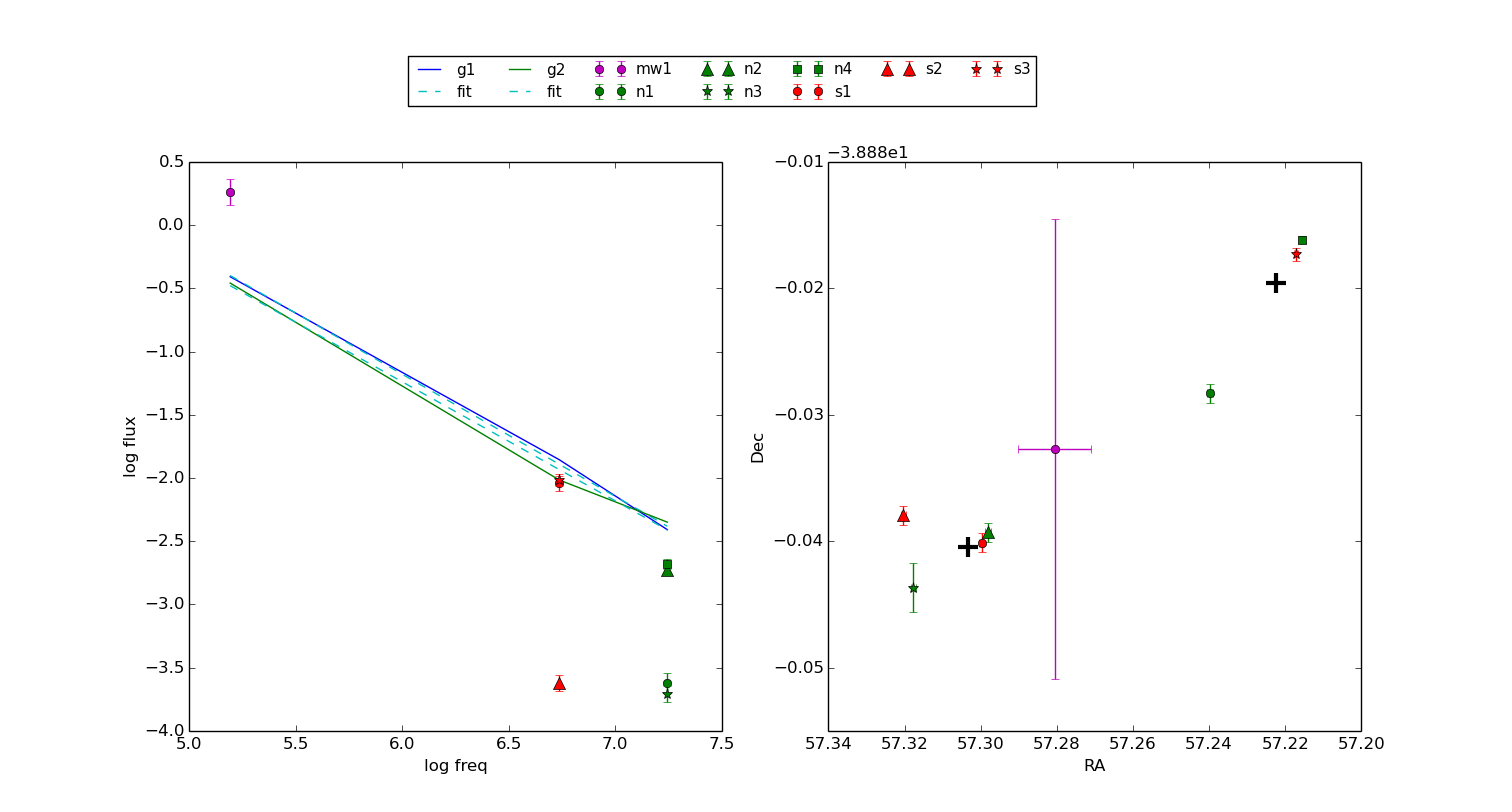 g1 g2 mw1 n2 n4 s2 s3
fit fit n1 n3 s1
0.5
0.0
−0.5
−1.0
−1.5
−2.0
−2.5
−3.0
−3.5
−4.0
log flux
5.0 5.5 6.0 6.5 7.0 7.5
log freq
−3.888e1
−0.01
−0.02
−0.03
−0.04
−0.05
Dec
57.34 57.32 57.30 57.28 57.26 57.24 57.22 57.20
RA